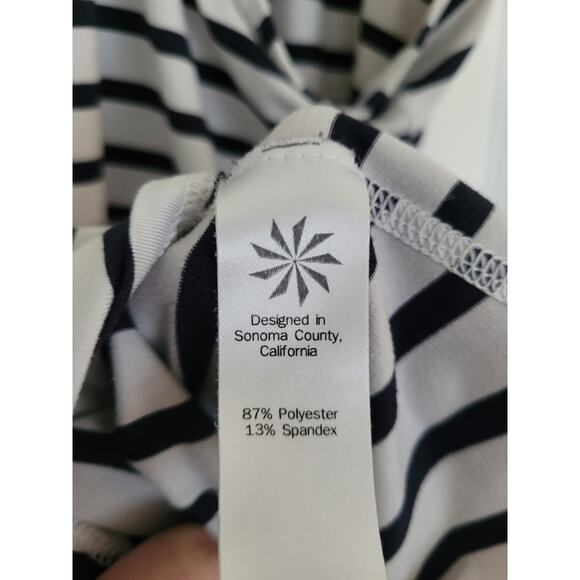 Designed in
Sonoma County,
California
87% Polyester
13% Spandex